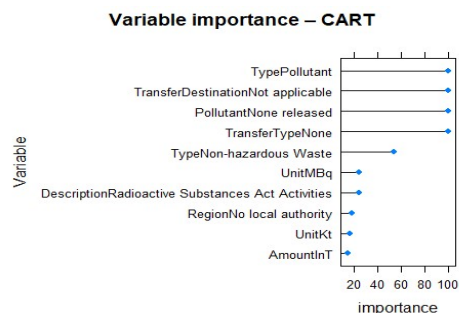 Variable importance – CART
TypePollutant
TransferDestinationNot applicable
PollutantNone released
TransferTypeNone
TypeNon-hazardous Waste
UnitMBq
DescriptionRadioactive Substances Act Activities
RegionNo local authority
UnitKt
AmountInT
Variable
20 40 60 80 100
importance